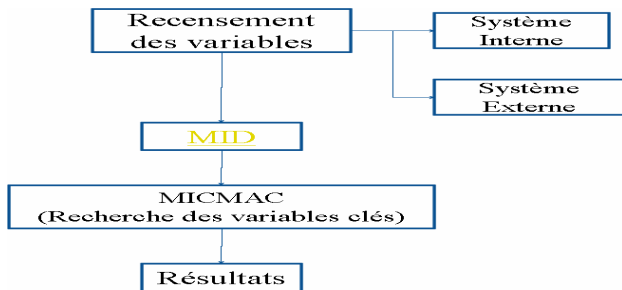 Recensement
des variables
Système
Interne
Système
Externe
MID
MICMAC
(Recherche des variables clés)
Résultats